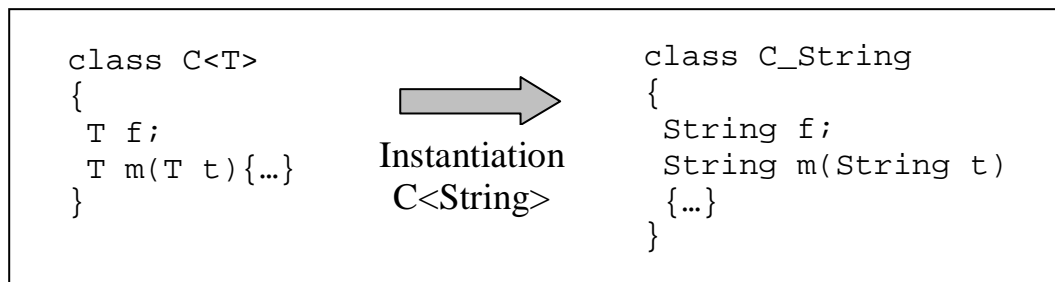 class C<T>
{
T f;
T m(T t){…}
}
Instantiation
C<String>
class C_String
{
String f;
String m(String t)
{…}
}